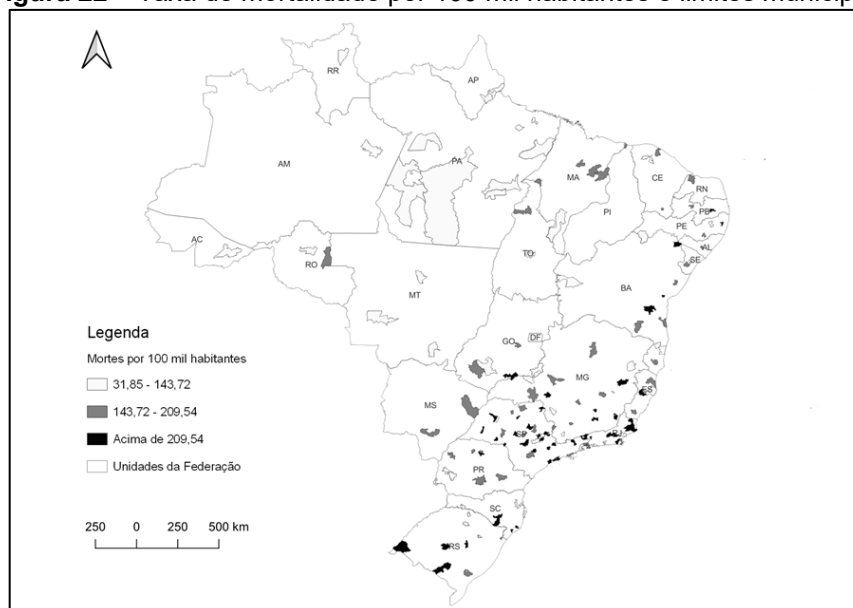 Taxa de mortalidade por 100 mil habitantes e limites
RR
AP
AM
PA
MA
CE
RN
PB
PI
PE
AL
AC
TO
SE
RO
BA
MT
GO
DF
MG
ES
MS
SP
RJ
PR
SC
RS
Legenda
Mortes por 100 mil habitantes
31,85 - 143,72
143,72 - 209,54
Acima de 209,54
Unidades da Federação
250 0 250 500 km